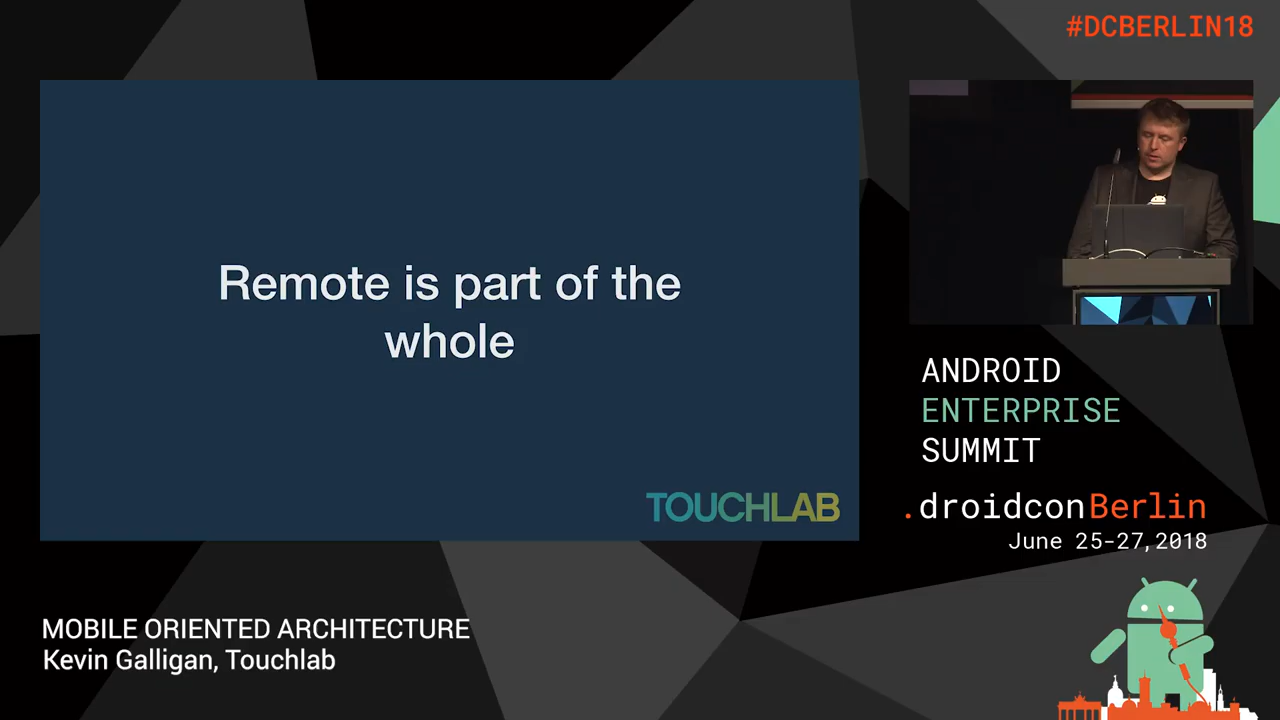 #DCBERLIN18
Remote is part of the
whole
TOUCHLAB
ANDROID
ENTERPRISE
SUMMIT
.droidconBerlin
June 25-27, 2018
MOBILE ORIENTED ARCHITECTURE
Kevin Galligan, Touchlab